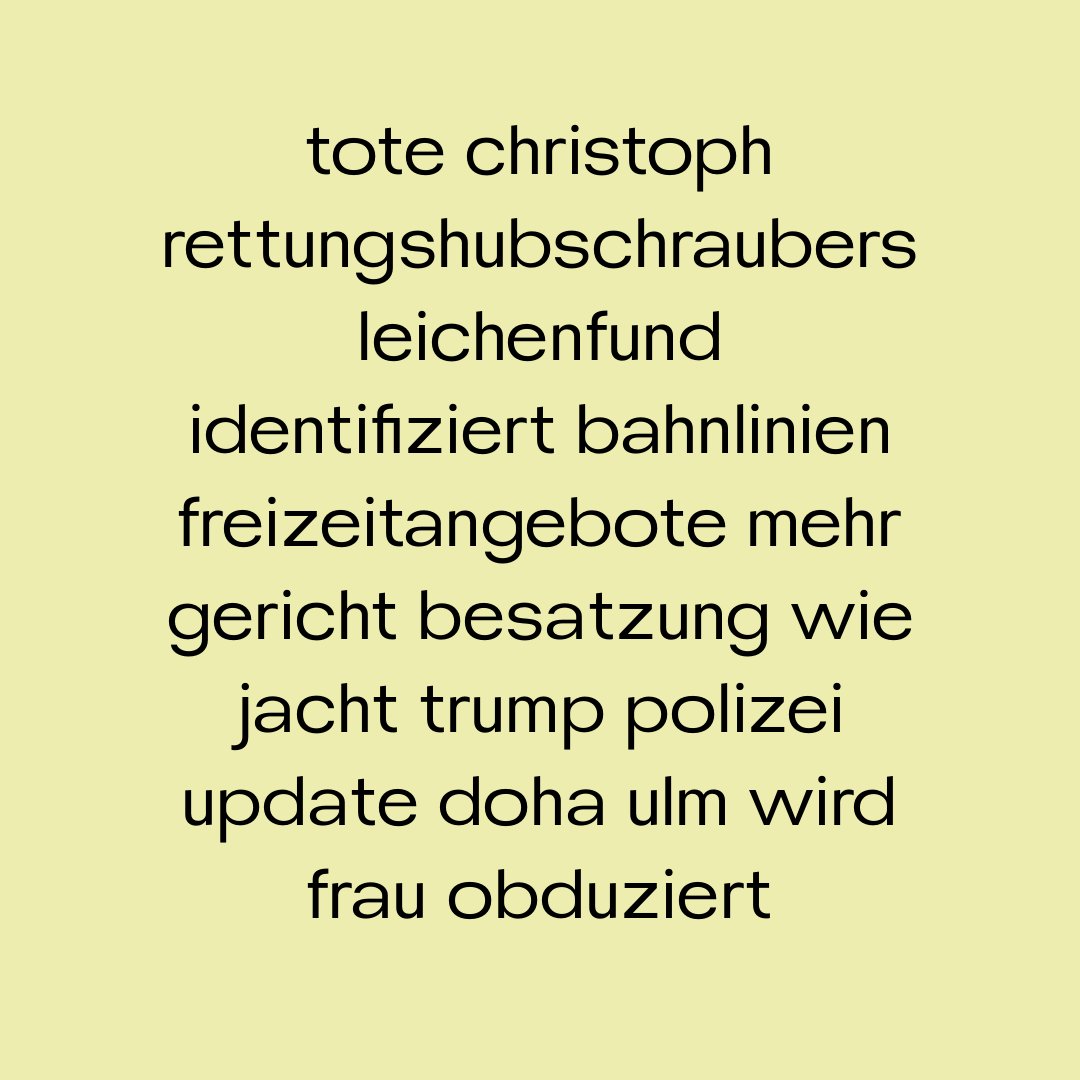 tote christoph
rettungshubschraubers
leichenfund
identifiziert bahnlinien
freizeitangebote mehr
gericht besatzung wie
jacht trump polizei
update doha ulm wird
frau obduziert